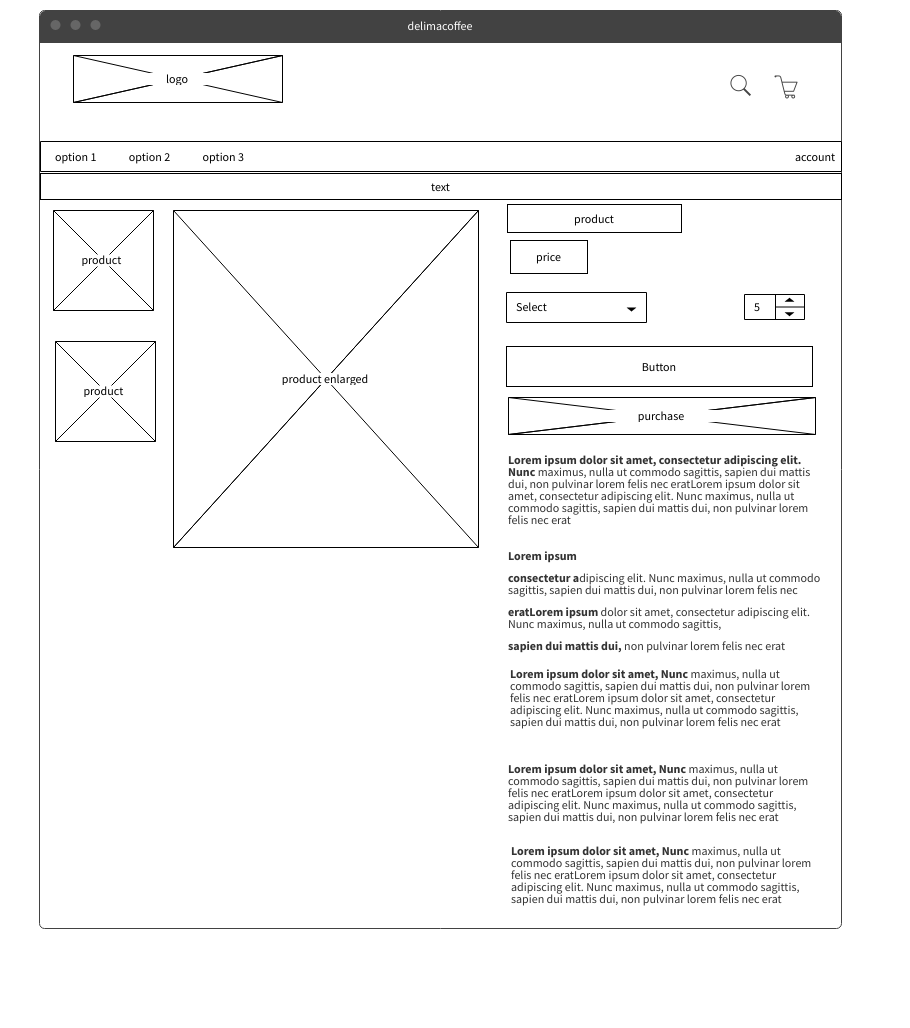 delimacoffee
logo
option 1 option 2 option 3 account
text
product
product
product enlarged
product
price
Select 5
Button
purchase
Lorem ipsum dolor sit amet, consectetur adipiscing elit.
Nunc maximus, nulla ut commodo sagittis, sapien dui mattis
dui, non pulvinar lorem felis nec eratLorem ipsum dolor sit
amet, consectetur adipiscing elit. Nunc maximus, nulla ut
commodo sagittis, sapien dui mattis dui, non pulvinar lorem
felis nec erat
Lorem ipsum
consectetur adipiscing elit. Nunc maximus, nulla ut commodo
sagittis, sapien dui mattis dui, non pulvinar lorem felis nec
eratLorem ipsum dolor sit amet, consectetur adipiscing elit.
Nunc maximus, nulla ut commodo sagittis,
sapien dui mattis dui, non pulvinar lorem felis nec erat
Lorem ipsum dolor sit amet, Nunc maximus, nulla ut
commodo sagittis, sapien dui mattis dui, non pulvinar lorem
felis nec eratLorem ipsum dolor sit amet, consectetur
adipiscing elit. Nunc maximus, nulla ut commodo sagittis,
sapien dui mattis dui, non pulvinar lorem felis nec erat
Lorem ipsum dolor sit amet, Nunc maximus, nulla ut
commodo sagittis, sapien dui mattis dui, non pulvinar lorem
felis nec eratLorem ipsum dolor sit amet, consectetur
adipiscing elit. Nunc maximus, nulla ut commodo sagittis,
sapien dui mattis dui, non pulvinar lorem felis nec erat
Lorem ipsum dolor sit amet, Nunc maximus, nulla ut
commodo sagittis, sapien dui mattis dui, non pulvinar lorem
felis nec eratLorem ipsum dolor sit amet, consectetur
adipiscing elit. Nunc maximus, nulla ut commodo sagittis,
sapien dui mattis dui, non pulvinar lorem felis nec erat